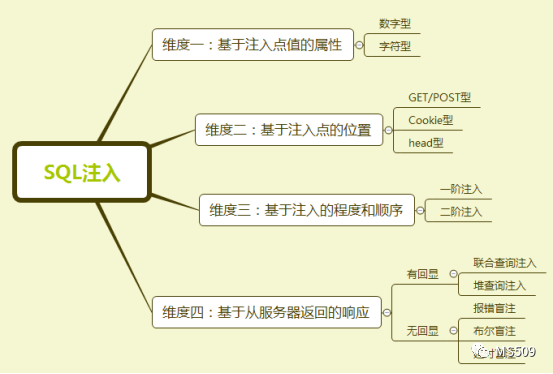 SQL注入
维度一：基于注入点值的属性
数字型
字符型
维度二：基于注入点的位置
GET/POST型
Cookie型
head型
维度三：基于注入的程度和顺序
一阶注入
二阶注入
维度四：基于从服务器返回的响应
有回显
联合查询注入
堆查询注入
无回显
报错盲注
布尔盲注
MS509